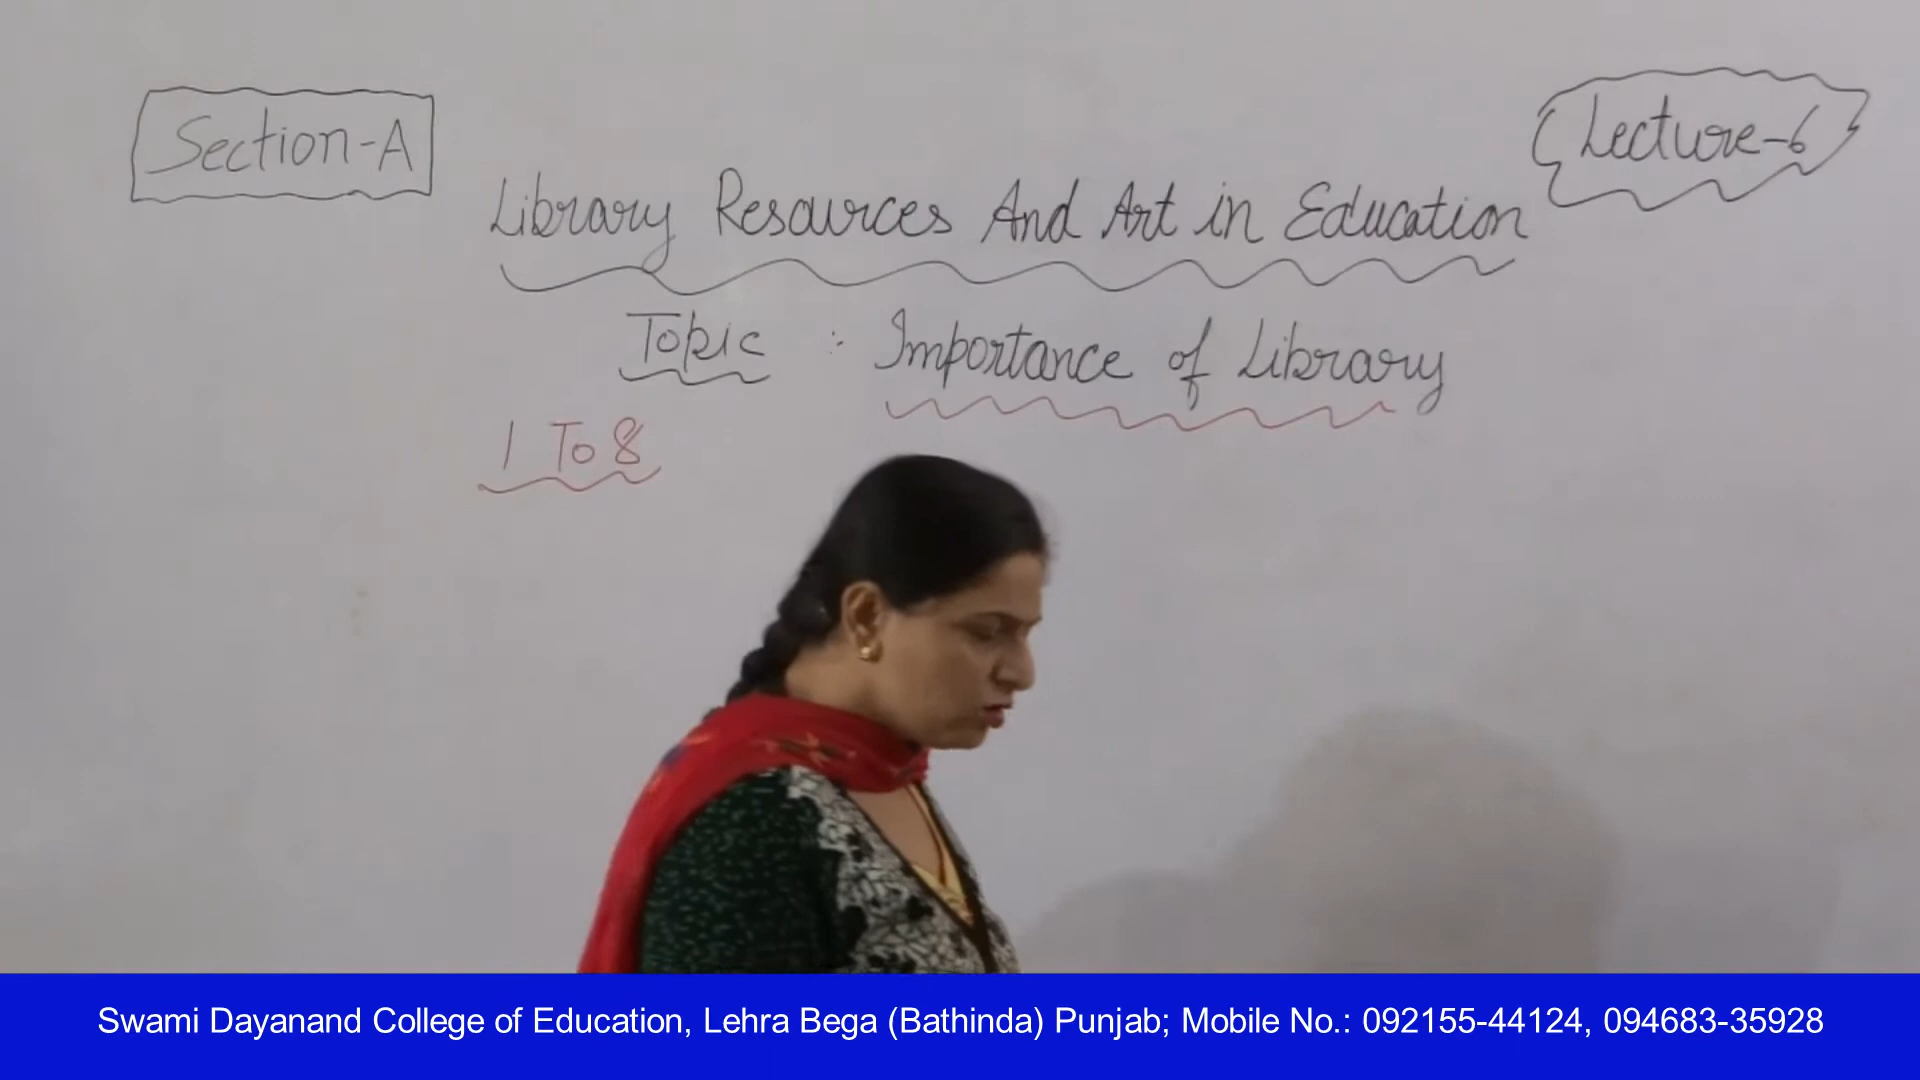 Section-A
Lecture-6
Library Resources And Art in Education
Topic : Importance of Library
1 To 8
Swami Dayanand College of Education, Lehra Bega (Bathinda) Punjab; Mobile No.: 092155-44124, 094683-35928